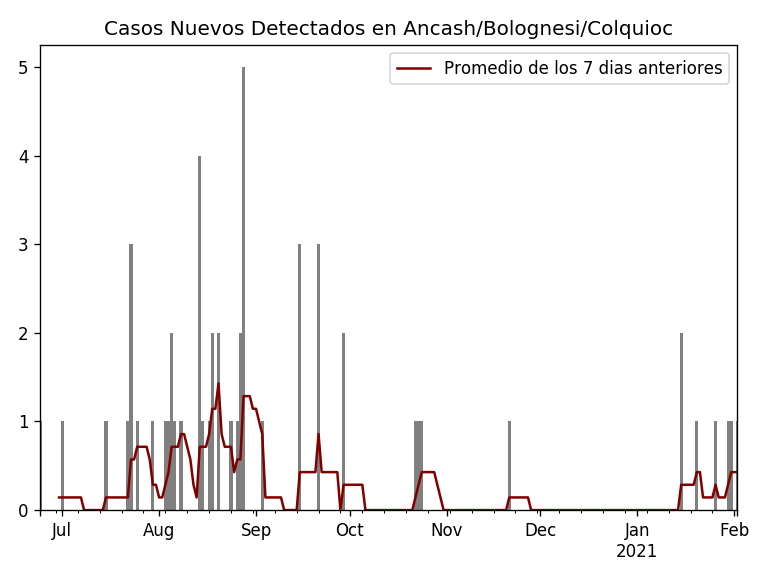 Casos Nuevos Detectados en Ancash/Bolognesi/Colquioc
Promedio de los 7 dias anteriores
5
4
3
2
1
0
Jul Aug Sep Oct Nov Dec Jan Feb
2021